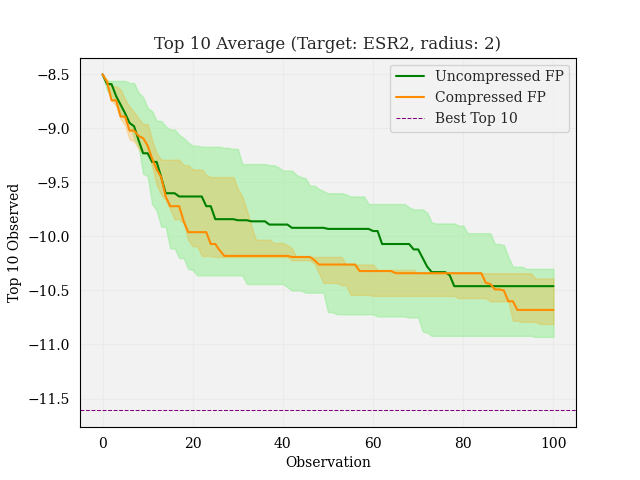 Top 10 Average (Target: ESR2, radius: 2)
Uncompressed FP
Compressed FP
Best Top 10
Top 10 Observed
−8.5
−9.0
−9.5
−10.0
−10.5
−11.0
−11.5
0 20 40 60 80 100
Observation